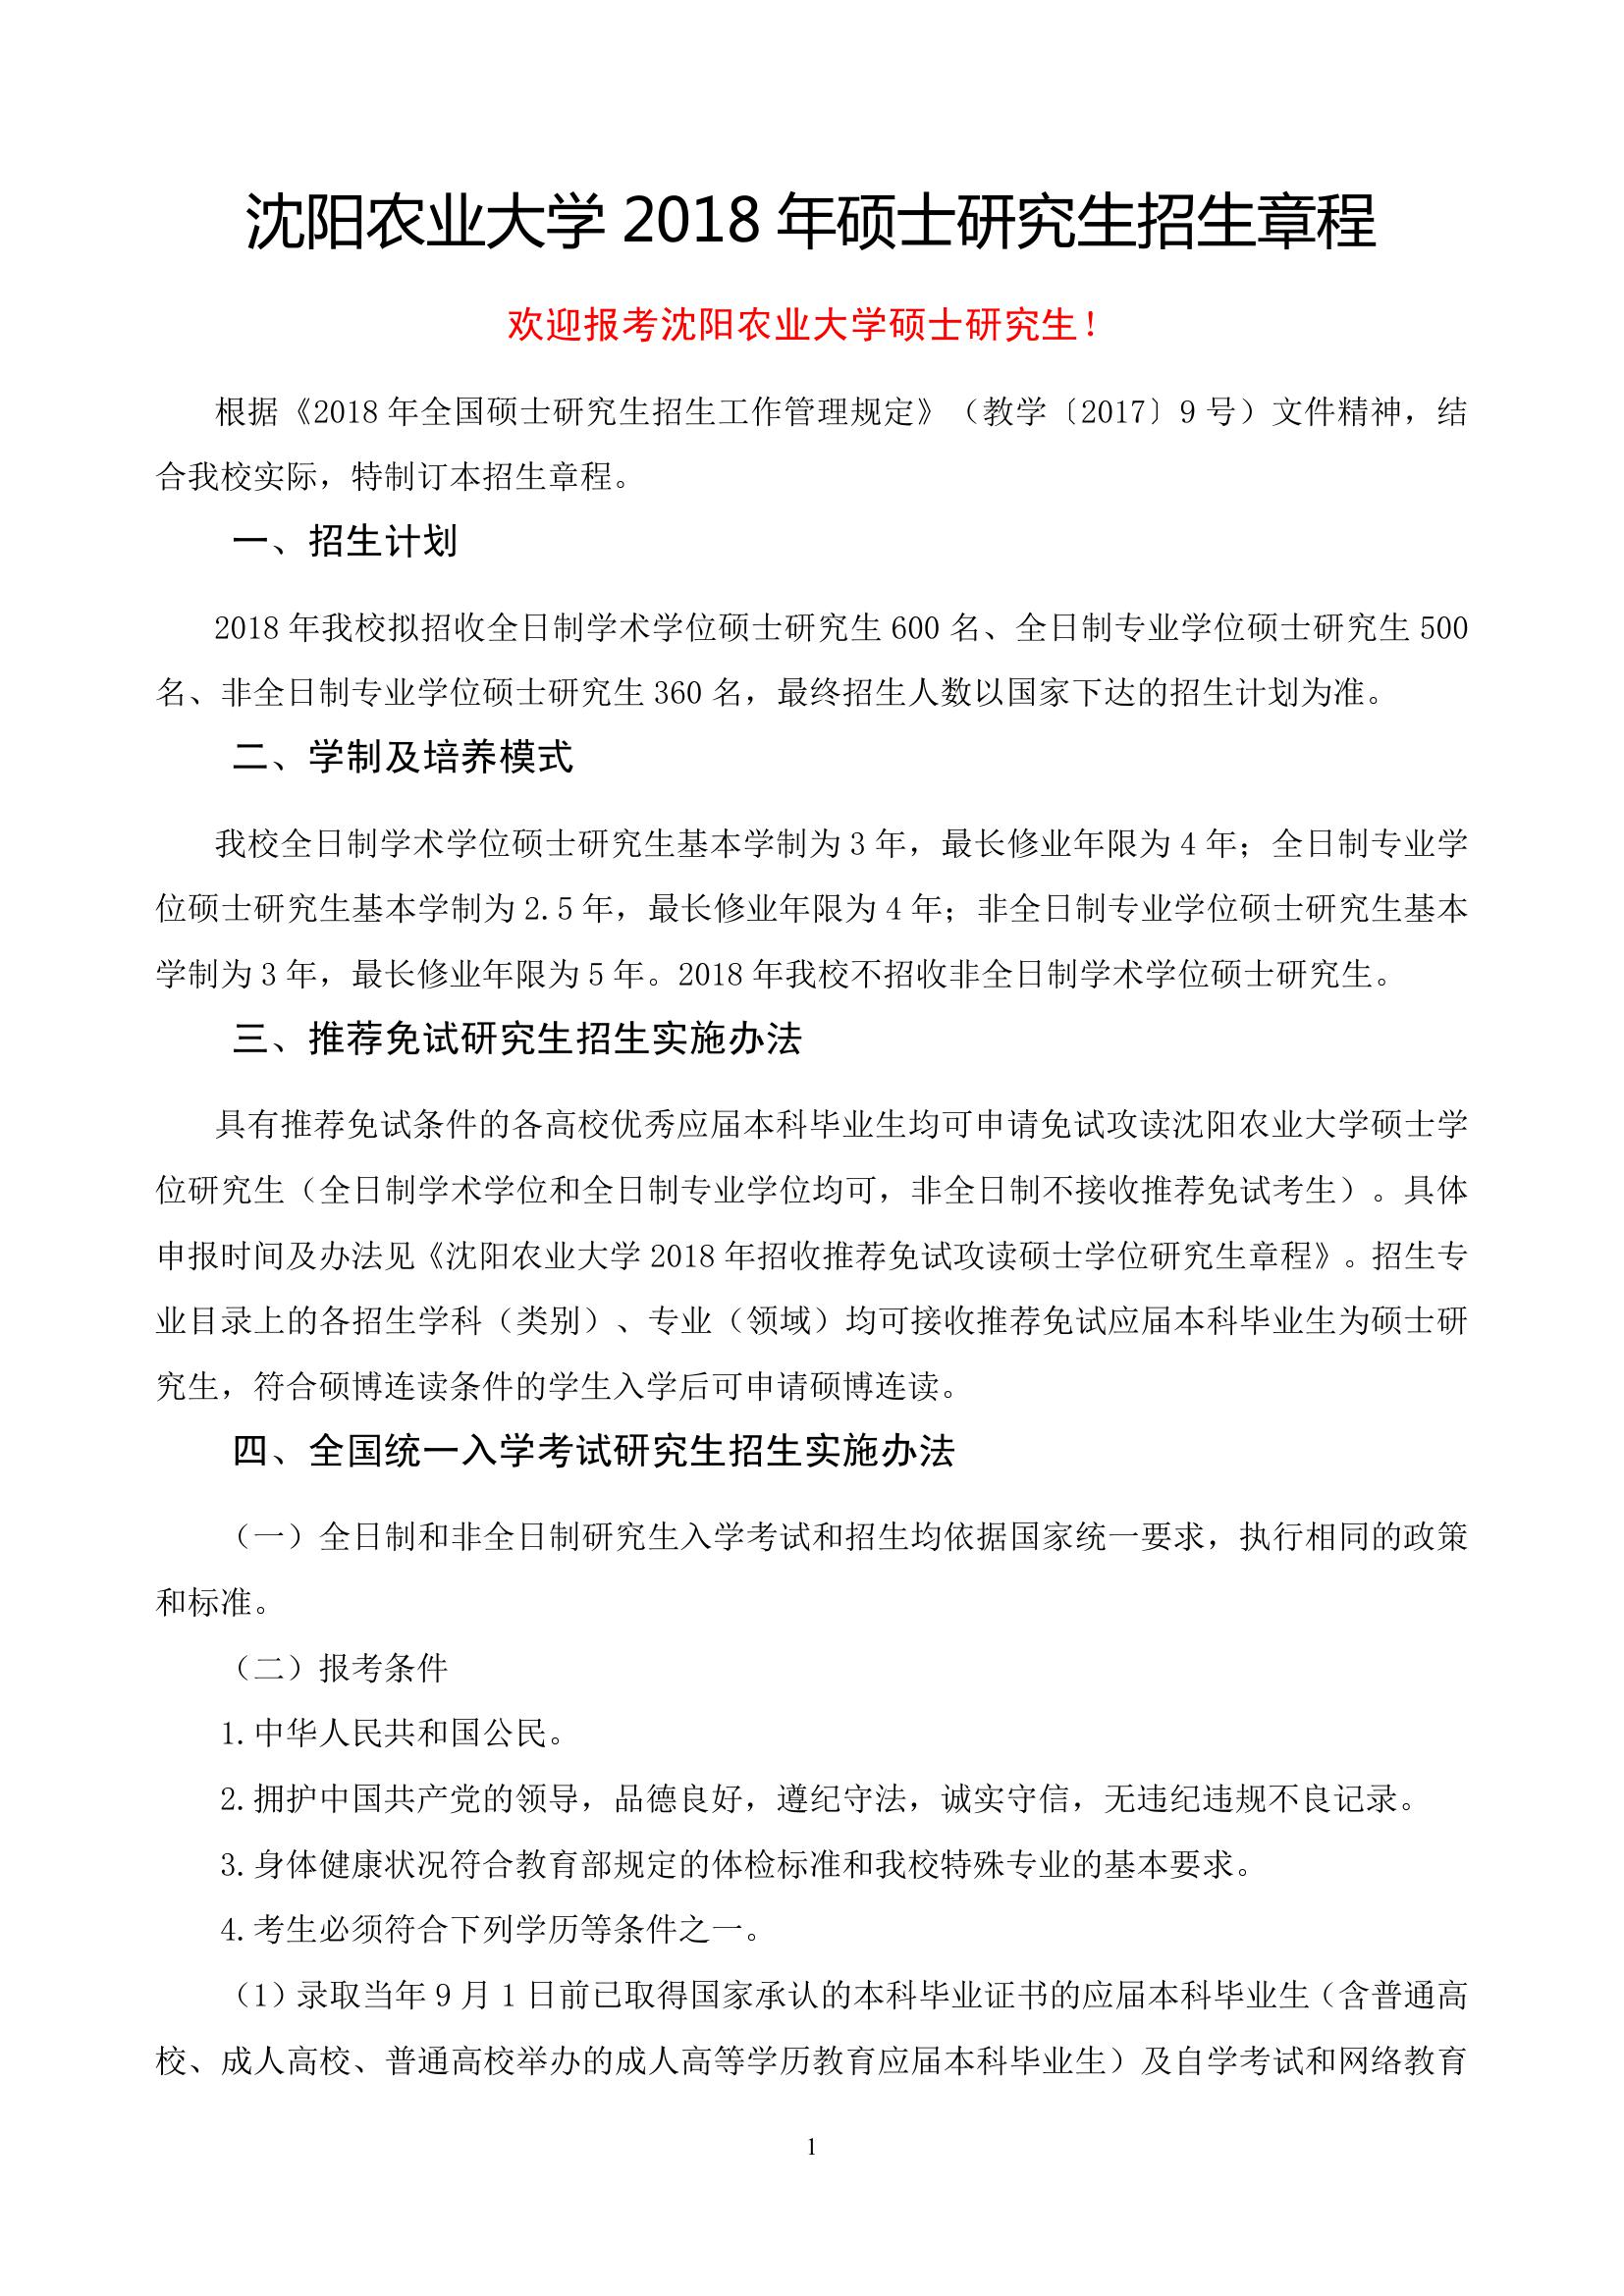 沈阳农业大学 2018 年硕士研究生招生章程
欢迎报考沈阳农业大学硕士研究生！
根据《2018 年全国硕士研究生招生工作管理规定》（教学〔2017〕9 号）文件精神，结
合我校实际，特制订本招生章程。
一、招生计划
2018 年我校拟招收全日制学术学位硕士研究生 600 名、全日制专业学位硕士研究生 500
名、非全日制专业学位硕士研究生 360 名，最终招生人数以国家下达的招生计划为准。
二、学制及培养模式
我校全日制学术学位硕士研究生基本学制为 3 年，最长修业年限为 4 年；全日制专业学
位硕士研究生基本学制为 2.5 年，最长修业年限为 4 年；非全日制专业学位硕士研究生基本
学制为 3 年，最长修业年限为 5 年。2018 年我校不招收非全日制学术学位硕士研究生。
三、推荐免试研究生招生实施办法
具有推荐免试条件的各高校优秀应届本科毕业生均可申请免试攻读沈阳农业大学硕士学
位研究生（全日制学术学位和全日制专业学位均可，非全日制不接收推荐免试考生）。具体
申报时间及办法见《沈阳农业大学 2018 年招收推荐免试攻读硕士学位研究生章程》。招生专
业目录上的各招生学科（类别）、专业（领域）均可接收推荐免试应届本科毕业生为硕士研
究生，符合硕博连读条件的学生入学后可申请硕博连读。
四、全国统一入学考试研究生招生实施办法
（一）全日制和非全日制研究生入学考试和招生均依据国家统一要求，执行相同的政策
和标准。
（二）报考条件
1.中华人民共和国公民。
2.拥护中国共产党的领导，品德良好，遵纪守法，诚实守信，无违纪违规不良记录。
3.身体健康状况符合教育部规定的体检标准和我校特殊专业的基本要求。
4.考生必须符合下列学历等条件之一。
（1）录取当年 9 月 1 日前已取得国家承认的本科毕业证书的应届本科毕业生（含普通高
校、成人高校、普通高校举办的成人高等学历教育应届本科毕业生）及自学考试和网络教育
1